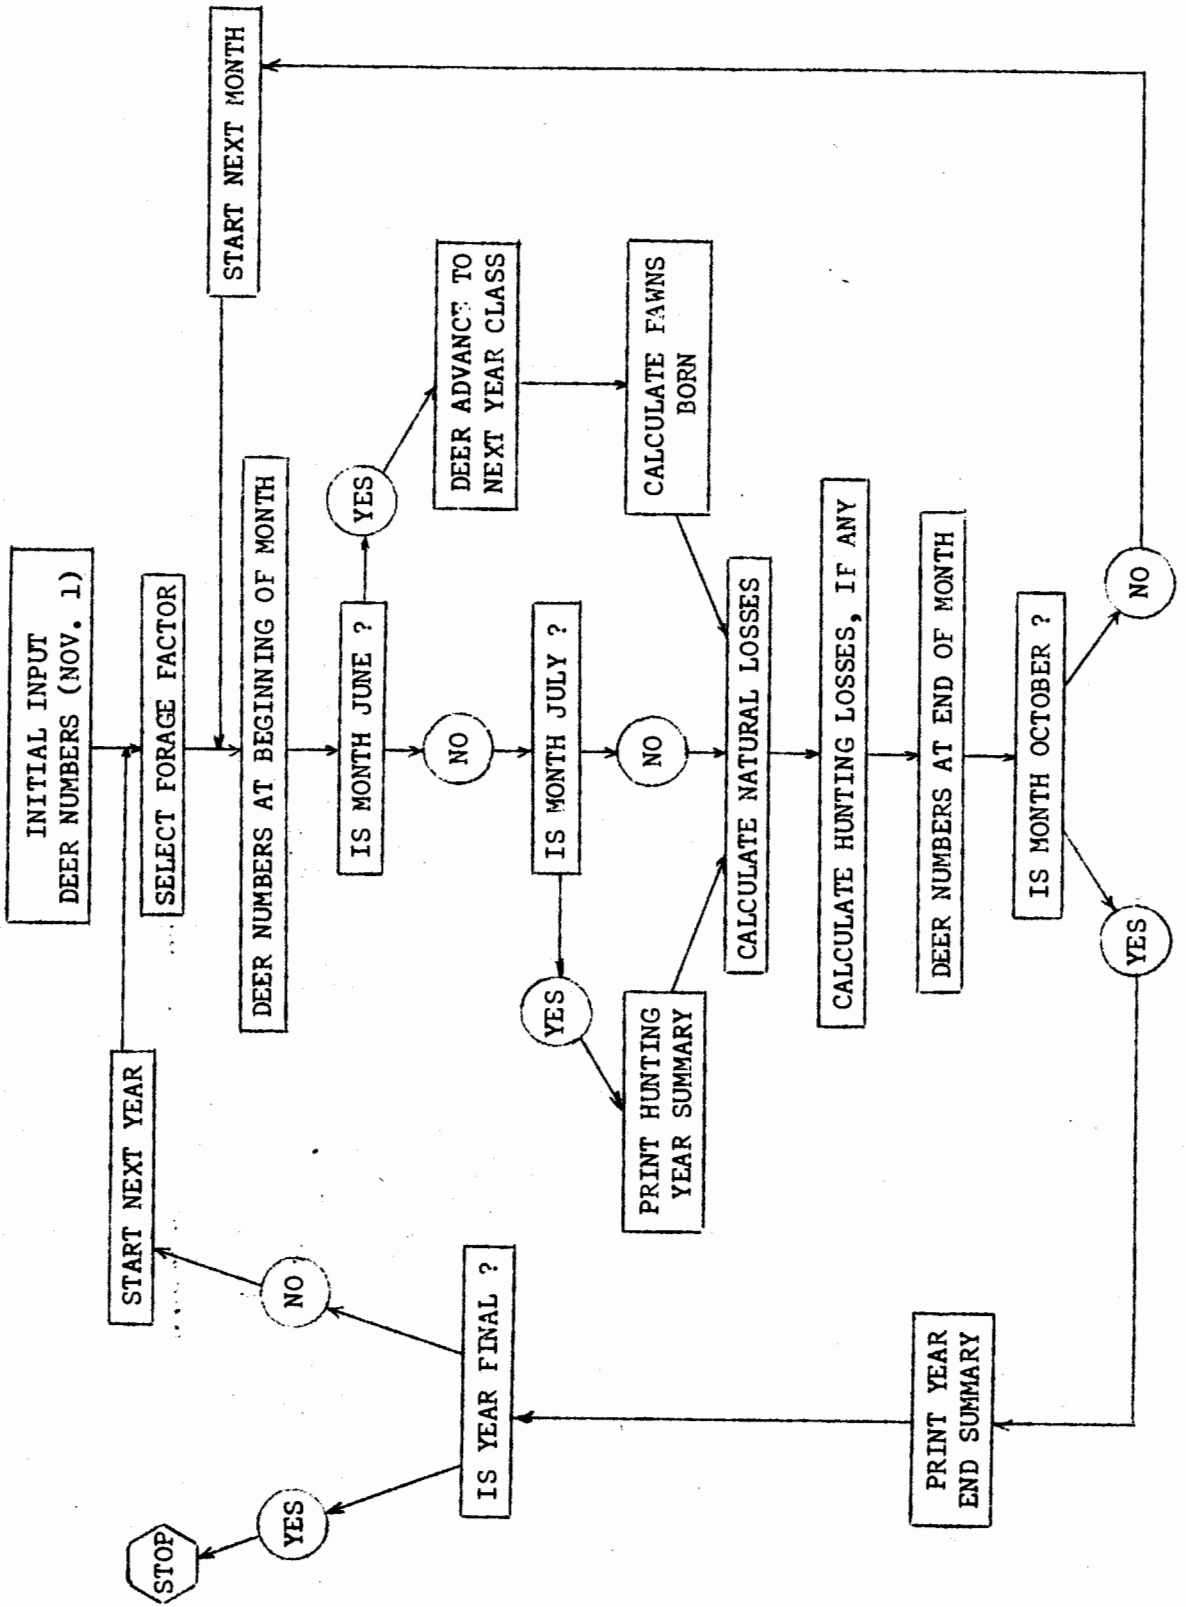 INITIAL INPUT
DEER NUMBERS (NOV. 1)
START NEXT YEAR
SELECT FORAGE FACTOR
START NEXT MONTH
DEER NUMBERS AT BEGINNING OF MONTH
STOP
YES
NO
IS MONTH JUNE ?
YES
DEER ADVANCE TO
NEXT YEAR CLASS
NO
IS YEAR FINAL ?
IS MONTH JULY ?
YES
NO
PRINT HUNTING
YEAR SUMMARY
CALCULATE FAWNS
BORN
CALCULATE NATURAL LOSSES
CALCULATE HUNTING LOSSES, IF ANY
DEER NUMBERS AT END OF MONTH
PRINT YEAR
END SUMMARY
IS MONTH OCTOBER ?
YES
NO